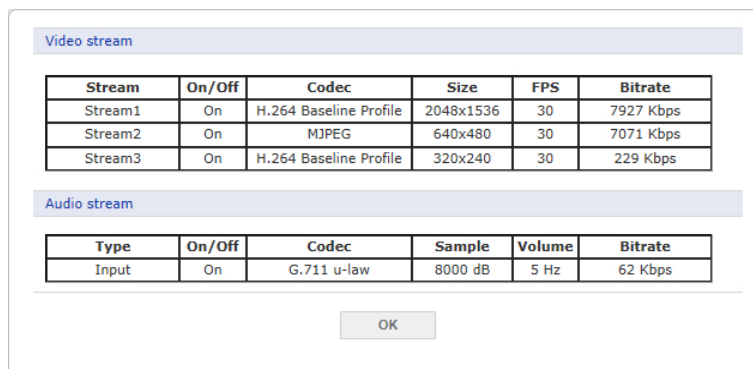 Video stream
Stream On/Off Codec Size FPS Bitrate
Stream1 On H.264 Baseline Profile 2048x1536 30 7927 Kbps
Stream2 On MJPEG 640x480 30 7071 Kbps
Stream3 On H.264 Baseline Profile 320x240 30 229 Kbps
Audio stream
Type On/Off Codec Sample Volume Bitrate
Input On G.711 u-law 8000 dB 5 Hz 62 Kbps
OK